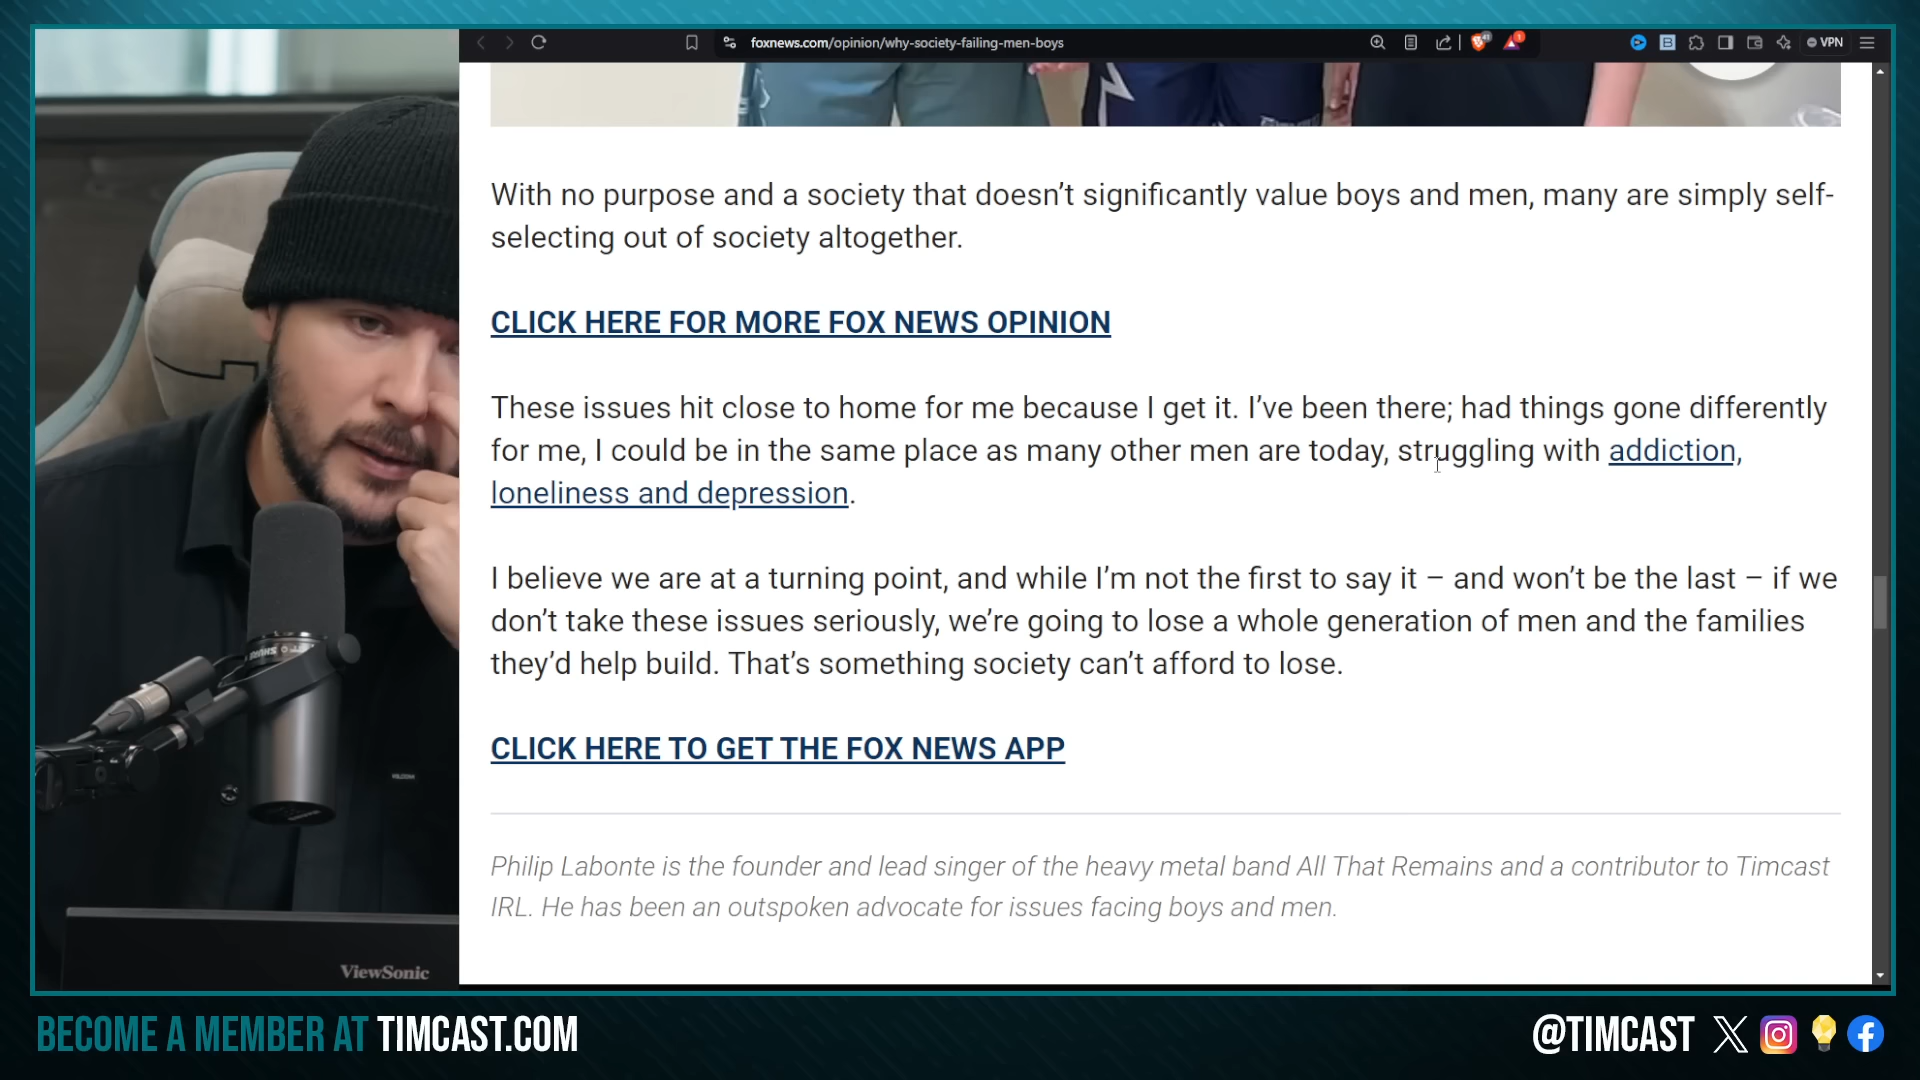 foxnews.com/opinion/why-society-failing-men-boys
VPN
With no purpose and a society that doesn’t significantly value boys and men, many are simply self-
selecting out of society altogether.
CLICK HERE FOR MORE FOX NEWS OPINION
These issues hit close to home for me because I get it. I’ve been there; had things gone differently
for me, I could be in the same place as many other men are today, struggling with addiction,
loneliness and depression.
I believe we are at a turning point, and while I’m not the first to say it – and won’t be the last – if we
don’t take these issues seriously, we’re going to lose a whole generation of men and the families
they’d help build. That’s something society can’t afford to lose.
CLICK HERE TO GET THE FOX NEWS APP
Philip Labonte is the founder and lead singer of the heavy metal band All That Remains and a contributor to Timcast
IRL. He has been an outspoken advocate for issues facing boys and men.
ViewSonic
BECOME A MEMBER AT TIMCAST.COM
@TIMCAST